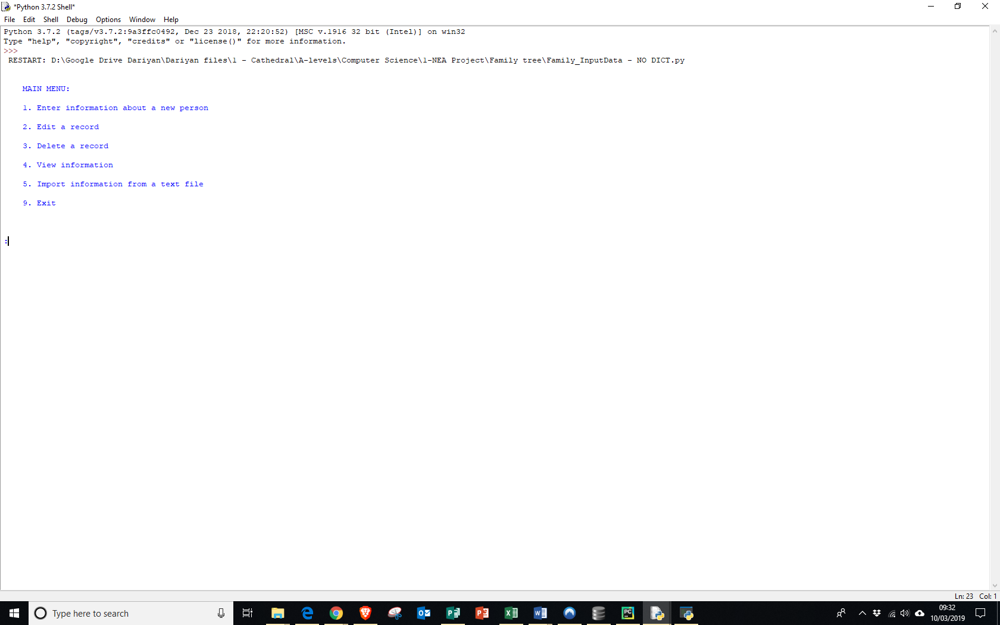 *Python 3.7.2 Shell*
File Edit Shell Debug Options Window Help
Python 3.7.2 (tags/v3.7.2:9a3ffc0492, Dec 23 2018, 22:20:52) [MSC v.1916 32 bit (Intel)] on win32
Type "help", "copyright", "credits" or "license()" for more information.
>>>
RESTART: D:\Google Drive Dariyan\Dariyan files\1 - Cathedral\A-levels\Computer Science\1-NEA Project\Family tree\Family_InputData - NO DICT.py
MAIN MENU:
1. Enter information about a new person
2. Edit a record
3. Delete a record
4. View information
5. Import information from a text file
9. Exit
:
Ln: 23 Col: 1
Type here to search
09:32
10/03/2019